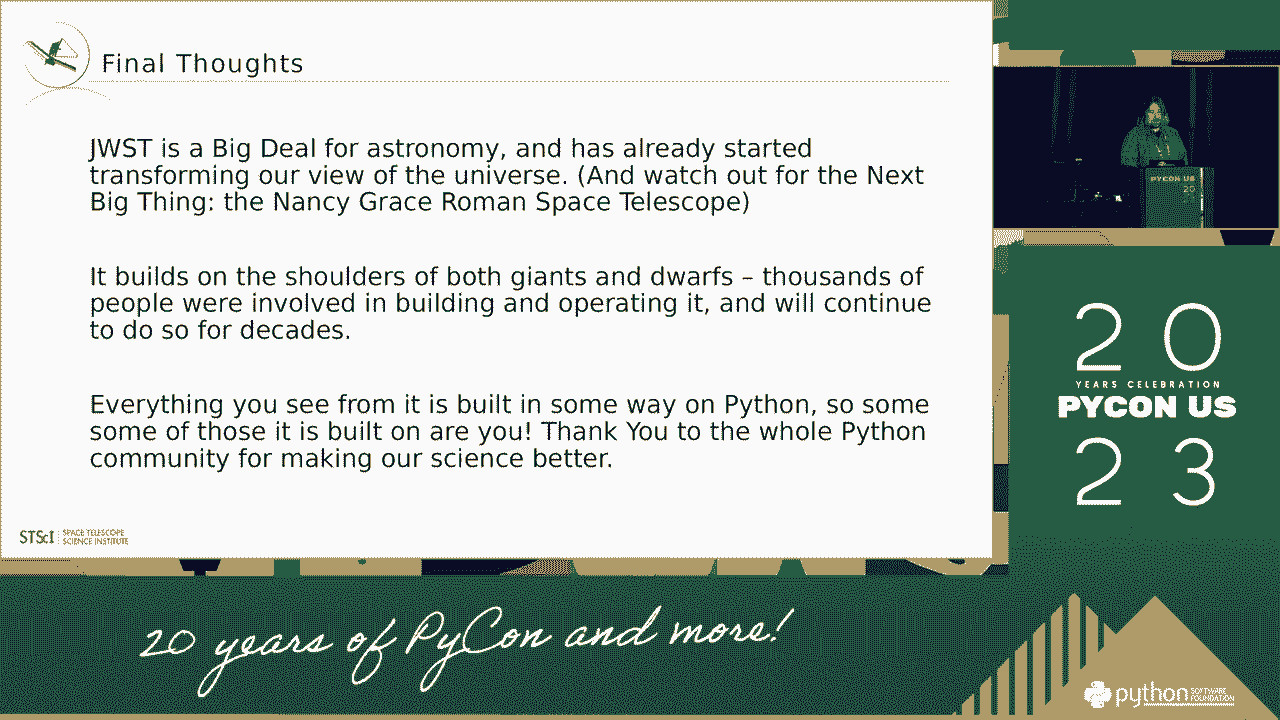 Final Thoughts
JWST is a Big Deal for astronomy, and has already started
transforming our view of the universe. (And watch out for the Next
Big Thing: the Nancy Grace Roman Space Telescope)
It builds on the shoulders of both giants and dwarfs – thousands of
people were involved in building and operating it, and will continue
to do so for decades.
Everything you see from it is built in some way on Python, so some
some of those it is built on are you! Thank You to the whole Python
community for making our science better.
STScI
SPACE TELESCOPE
SCIENCE INSTITUTE
PYCON US
20
20
YEARS CELEBRATION
PYCON US
23
20 years of PyCon and more!
python
SOFTWARE
FOUNDATION